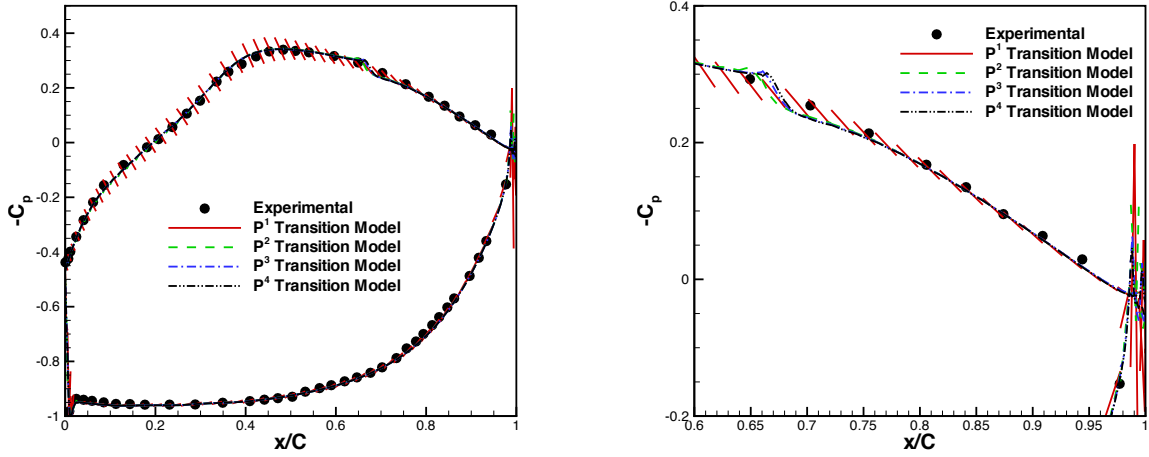 -Cp
0.4
0.2
0
-0.2
-0.4
-0.6
-0.8
-1
0
0.2
0.4
0.6
0.8
1
x/C
Experimental
P¹ Transition Model
P² Transition Model
P³ Transition Model
P⁴ Transition Model
-Cp
0.4
0.2
0
-0.2
0.6
0.65
0.7
0.75
0.8
0.85
0.9
0.95
1
x/C
Experimental
P¹ Transition Model
P² Transition Model
P³ Transition Model
P⁴ Transition Model